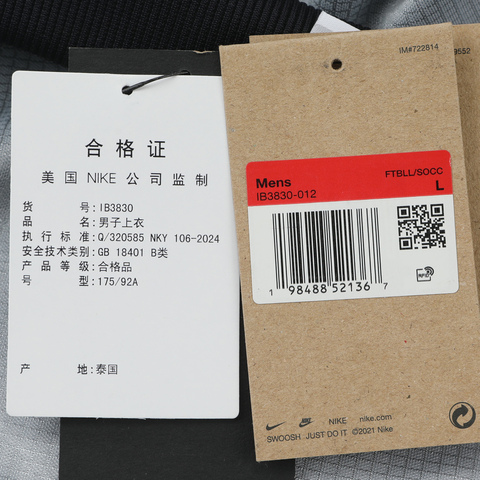 合格证
美国 NIKE 公司监制
货 号: IB3830
品 名: 男子上衣
执行标准: Q/320585 NKY 106-2024
安全技术类别: GB 18401 B类
产品等级: 合格品
号 型: 175/92A
产 地: 泰国
IM#722814
9552
FTBLL/SOCC
Mens L
IB3830-012
RFID
1 98488 52136 7
NIKE nike.com
SWOOSH. JUST DO IT ©2021 Nike